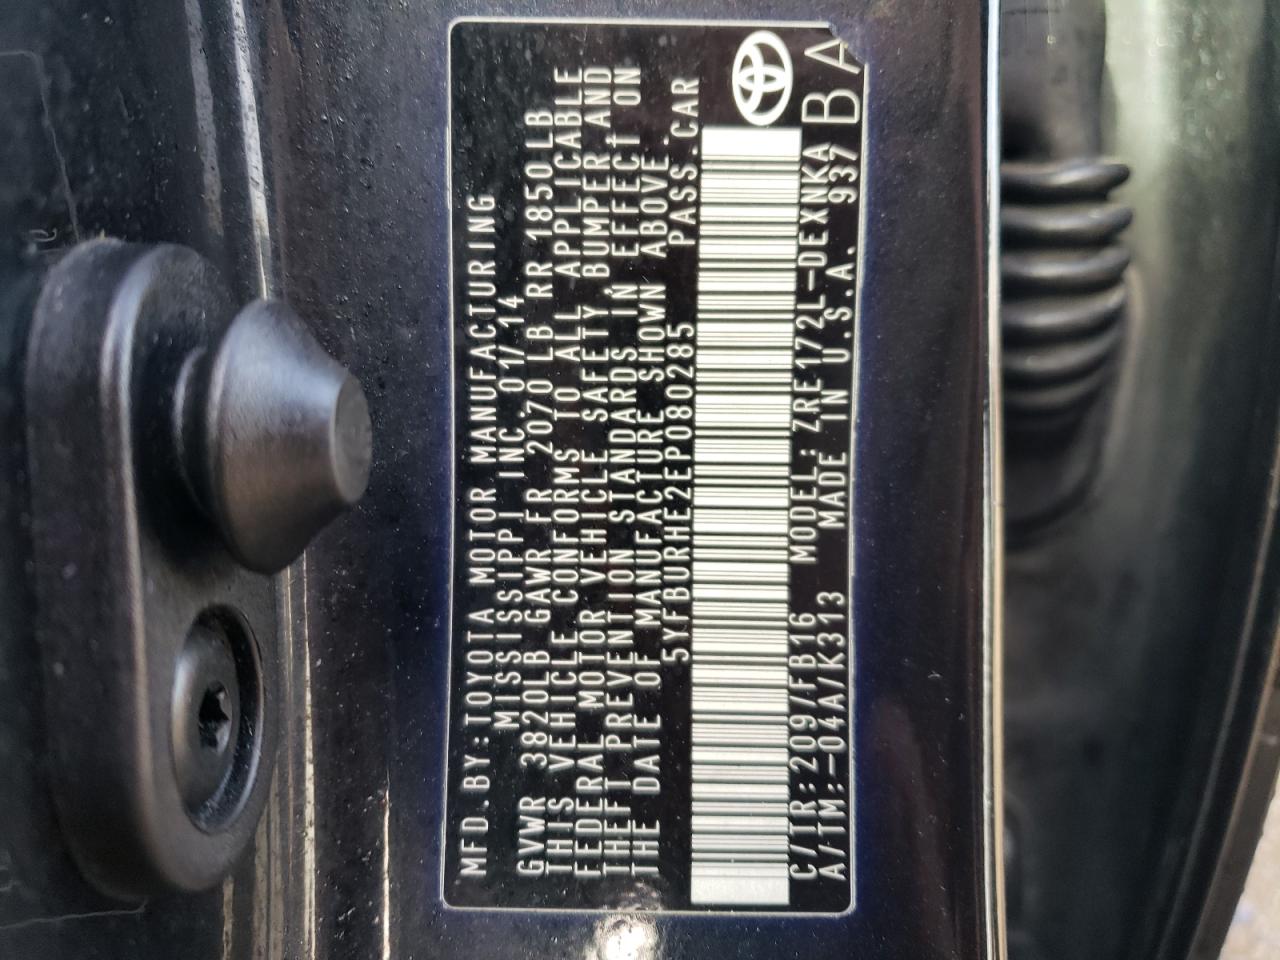 MFD.BY:TOYOTA MOTOR MANUFACTURING
MISSISSIPPI INC. 01/14
GVWR 3820LB GAWR FR 2070 LB RR 1850LB
THIS VEHICLE CONFORMS TO ALL APPLICABLE
FEDERAL MOTOR VEHICLE SAFETY BUMPER AND
THEFT PREVENTION STANDARDS IN EFFECT ON
THE DATE OF MANUFACTURE SHOWN ABOVE.
5YFBURHE2EP080285 PASS.CAR
C/TR:209/FB16 MODEL: ZRE172L-DEXNKA
A/TM:-04A/K313 MADE IN U.S.A. 937 BA